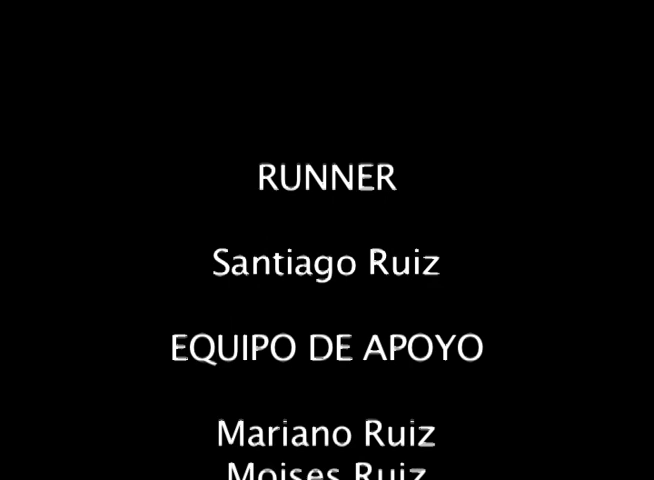 RUNNER
Santiago Ruiz
EQUIPO DE APOYO
Mariano Ruiz
Moises Ruiz